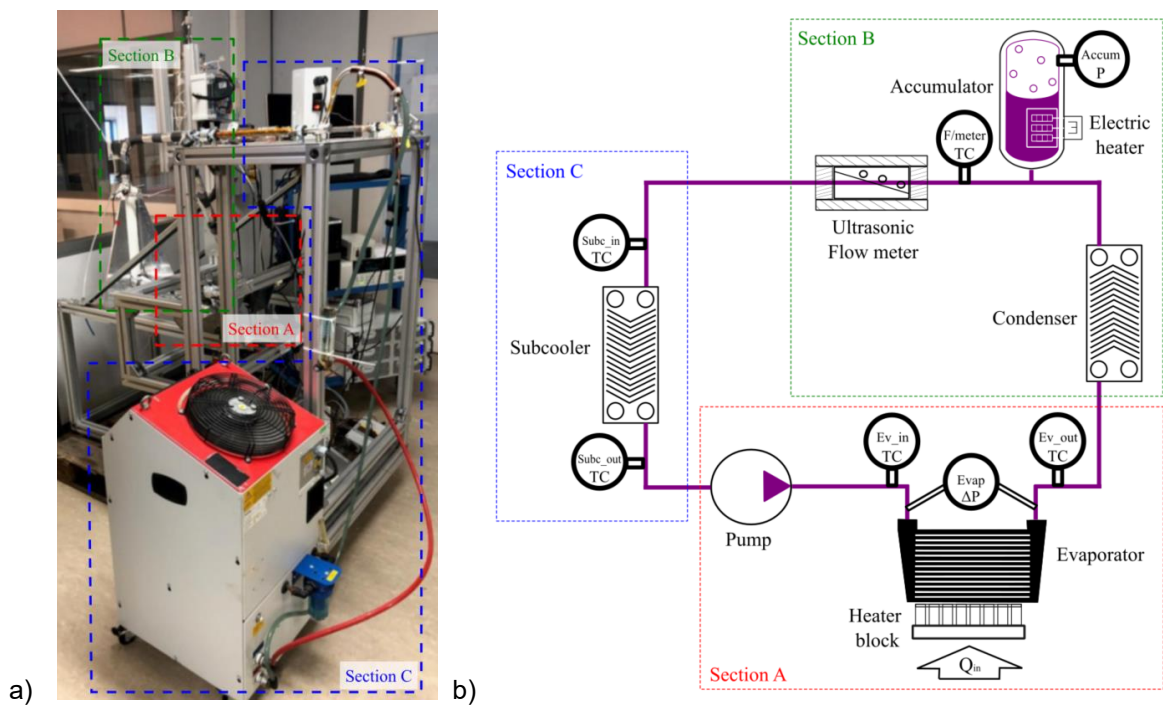 Section B
Section A
Section C
a)
b)
Section B
Accumulator
Accum
P
Electric
heater
F/meter
TC
Ultrasonic
Flow meter
Section C
Subc_in
TC
Subcooler
Subc_out
TC
Condenser
Section A
Pump
Ev_in
TC
Evap
ΔP
Ev_out
TC
Evaporator
Heater
block
Qin